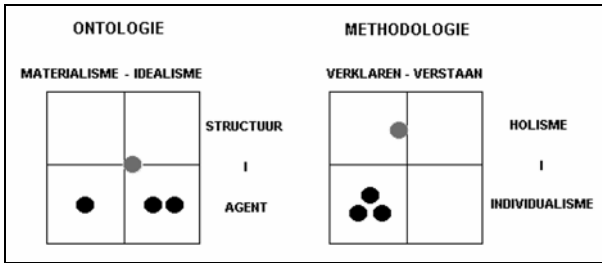 ONTOLOGIE
METHODOLOGIE
MATERIALISME - IDEALISME
VERKLAREN - VERSTAAN
STRUCTUUR
I
AGENT
HOLISME
I
INDIVIDUALISME